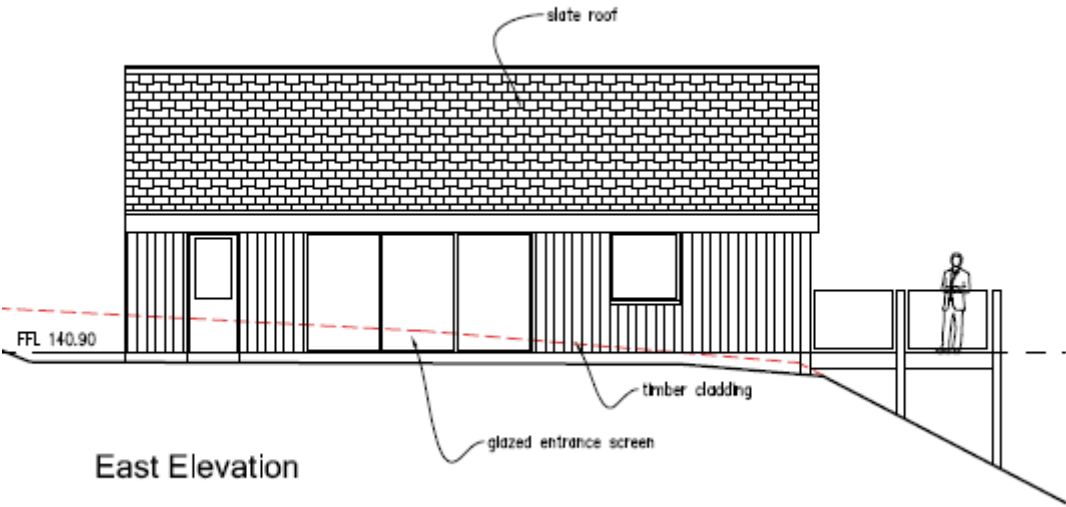 slate roof
FFL 140.90
timber cladding
glazed entrance screen
East Elevation